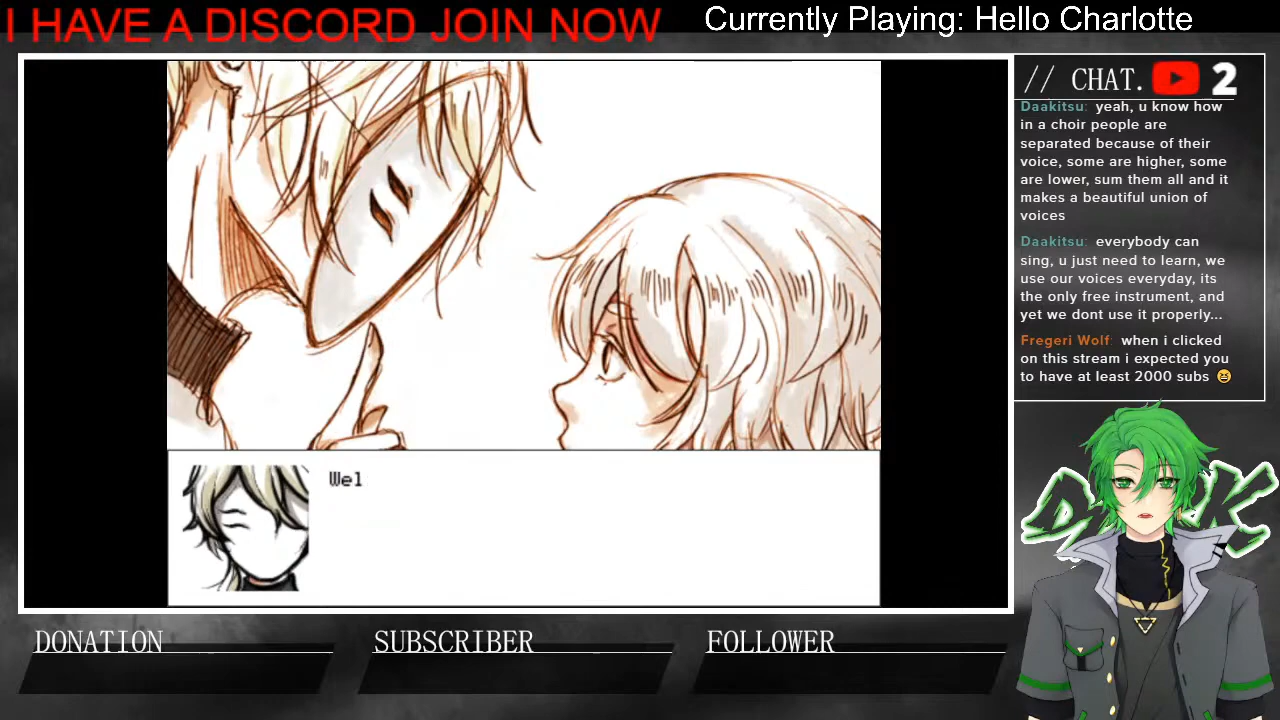 I HAVE A DISCORD JOIN NOW
Currently Playing: Hello Charlotte
// CHAT. 2
Daakitsu: yeah, u know how
in a choir people are
separated because of their
voice, some are higher, some
are lower, sum them all and it
makes a beautiful union of
voices
Daakitsu: everybody can
sing, u just need to learn, we
use our voices everyday, its
the only free instrument, and
yet we dont use it properly...
Fregeri Wolf: when i clicked
on this stream i expected you
to have at least 2000 subs 😆
Wel
DONATION
SUBSCRIBER
FOLLOWER